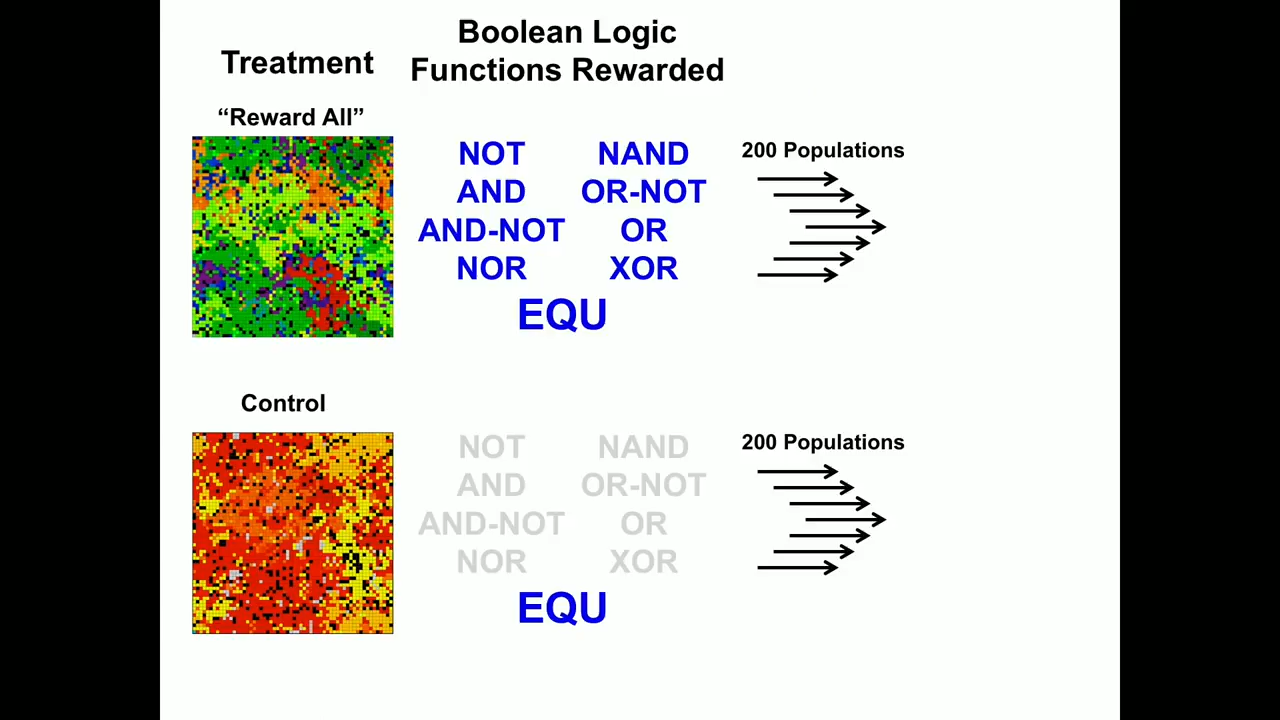 Treatment
Boolean Logic
Functions Rewarded
“Reward All”
NOT NAND
AND OR-NOT
AND-NOT OR
NOR XOR
EQU
200 Populations
Control
NOT NAND
AND OR-NOT
AND-NOT OR
NOR XOR
EQU
200 Populations